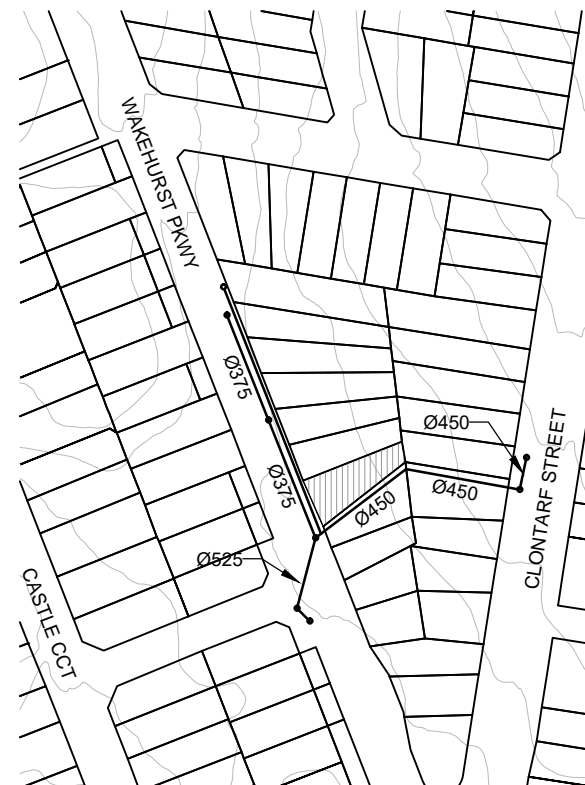 WAKEHURST PKWY
Ø375
Ø375
Ø450
Ø450
Ø450
Ø525
CLONTARF STREET
CASTLE CCT